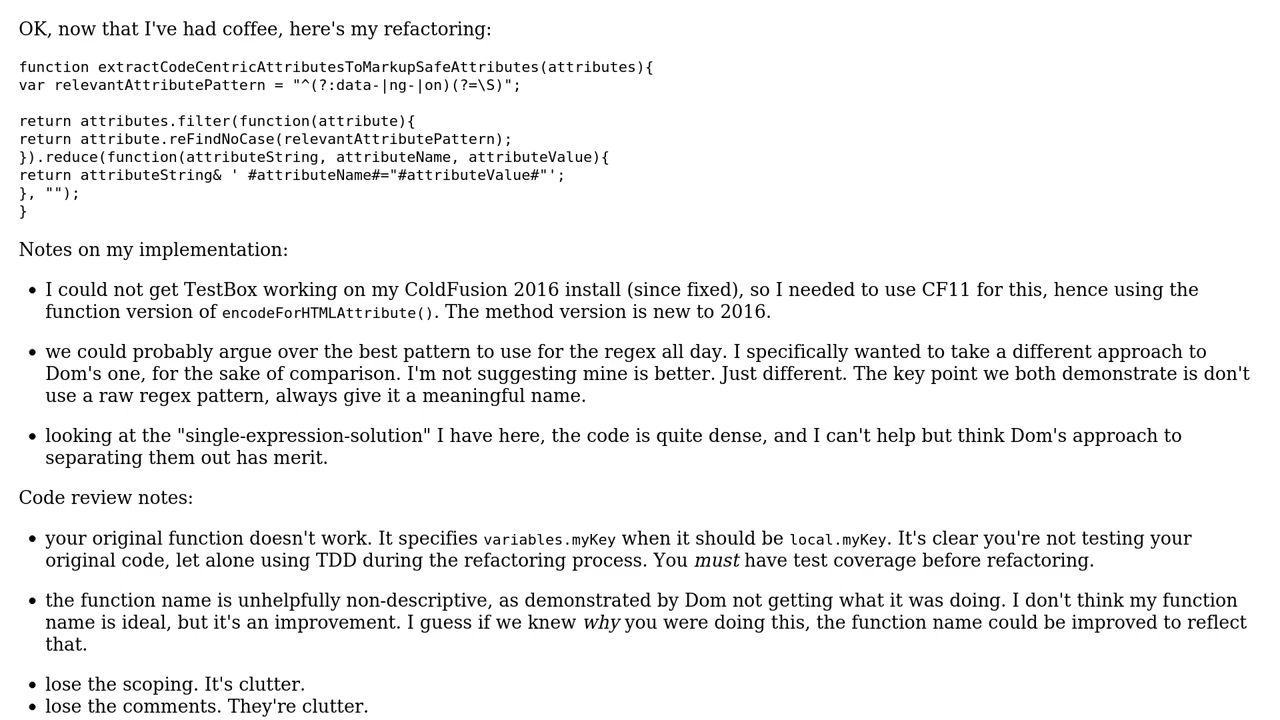 OK, now that I've had coffee, here's my refactoring:
function extractCodeCentricAttributesToMarkupSafeAttributes(attributes){
var relevantAttributePattern = "^(?:data-|ng-|on)(?=\S)";
return attributes.filter(function(attribute){
return attribute.reFindNoCase(relevantAttributePattern);
}).reduce(function(attributeString, attributeName, attributeValue){
return attributeString& ' #attributeName#="#attributeValue#"';
}, "");
}
Notes on my implementation:
• I could not get TestBox working on my ColdFusion 2016 install (since fixed), so I needed to use CF11 for this, hence using the
function version of encodeForHTMLAttribute(). The method version is new to 2016.
• we could probably argue over the best pattern to use for the regex all day. I specifically wanted to take a different approach to
Dom's one, for the sake of comparison. I'm not suggesting mine is better. Just different. The key point we both demonstrate is don't
use a raw regex pattern, always give it a meaningful name.
• looking at the "single-expression-solution" I have here, the code is quite dense, and I can't help but think Dom's approach to
separating them out has merit.
Code review notes:
• your original function doesn't work. It specifies variables.myKey when it should be local.myKey. It's clear you're not testing your
original code, let alone using TDD during the refactoring process. You must have test coverage before refactoring.
• the function name is unhelpfully non-descriptive, as demonstrated by Dom not getting what it was doing. I don't think my function
name is ideal, but it's an improvement. I guess if we knew why you were doing this, the function name could be improved to reflect
that.
• lose the scoping. It's clutter.
• lose the comments. They're clutter.